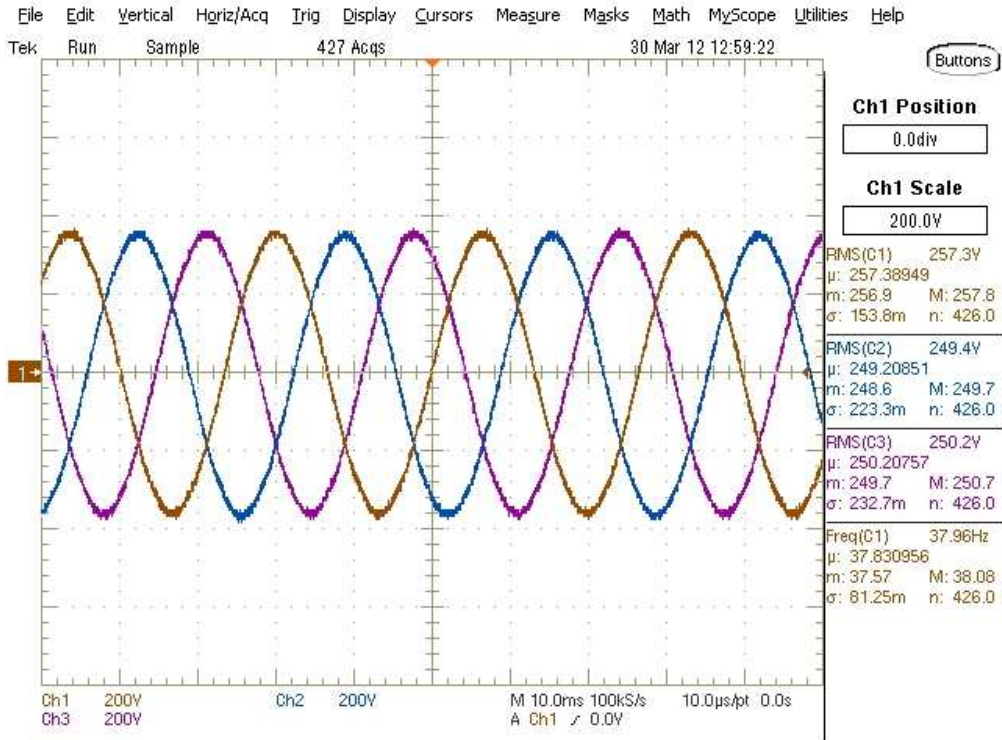 File Edit Vertical Horiz/Acq Trig Display Cursors Measure Masks Math MyScope Utilities Help
Tek Run Sample 427 Acqs 30 Mar 12 12:59:22
Buttons
Ch1 Position
0.0div
Ch1 Scale
200.0V
RMS(C1) 257.3V
µ: 257.38949
m: 256.9 M: 257.8
σ: 153.8m n: 426.0
RMS(C2) 249.4V
µ: 249.20851
m: 248.6 M: 249.7
σ: 223.3m n: 426.0
1
RMS(C3) 250.2V
µ: 250.20757
m: 249.7 M: 250.7
σ: 232.7m n: 426.0
Freq(C1) 37.96Hz
µ: 37.830956
m: 37.57 M: 38.08
σ: 81.25m n: 426.0
Ch1 200V Ch2 200V M 10.0ms 100kS/s 10.0µs/pt 0.0s
Ch3 200V A Ch1 / 0.0V